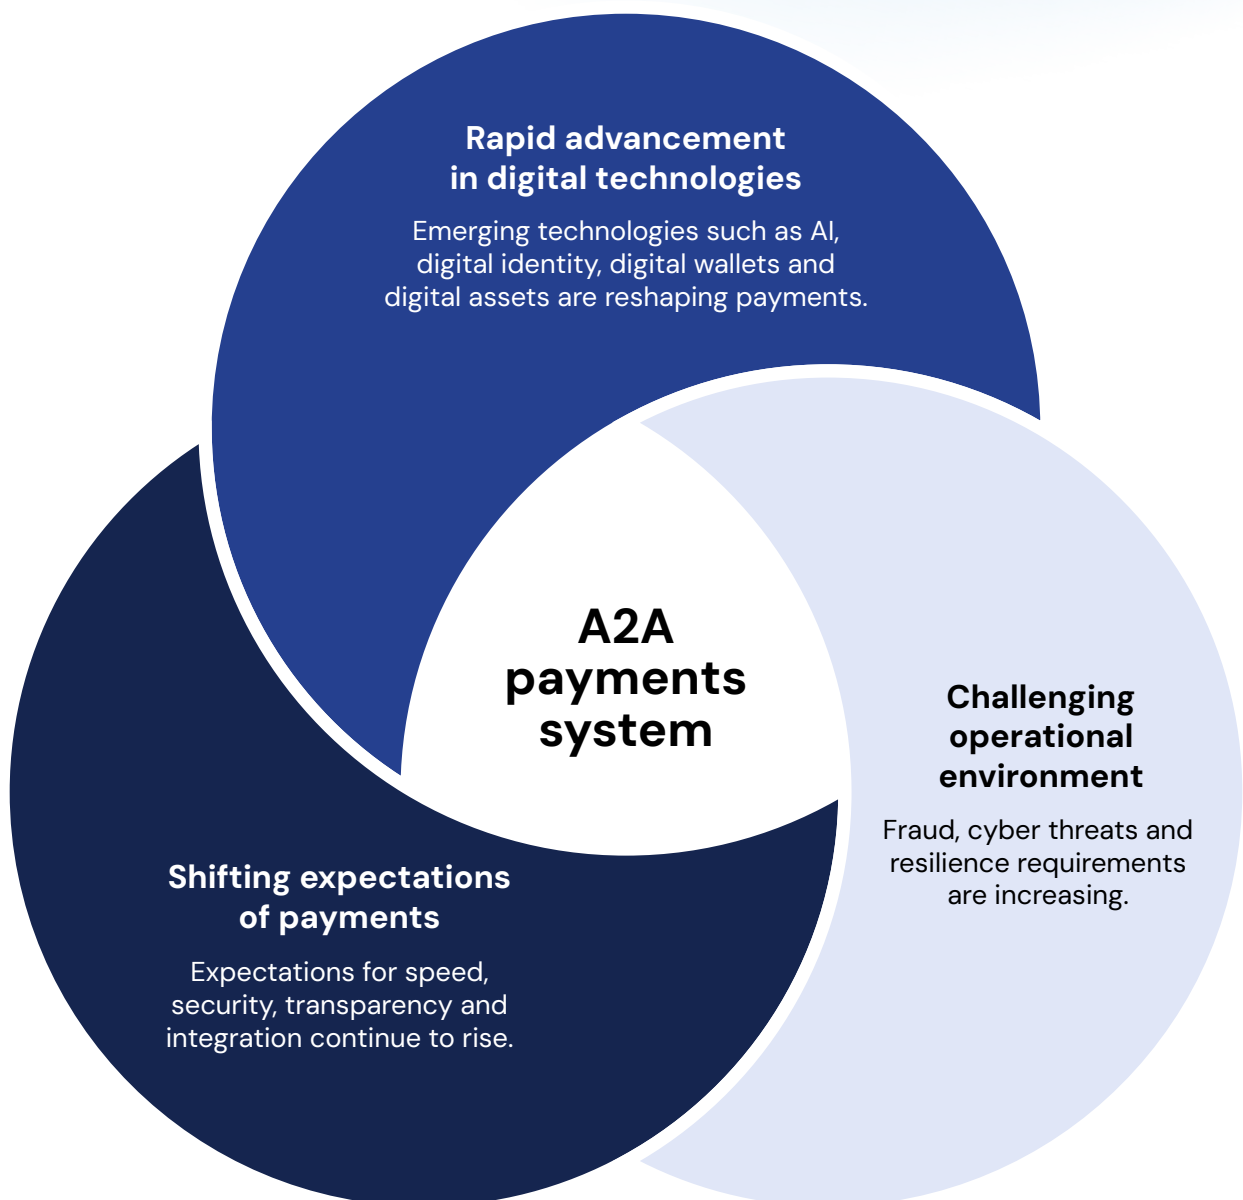 Rapid advancement
in digital technologies
Emerging technologies such as AI,
digital identity, digital wallets and
digital assets are reshaping payments.
A2A
payments
system
Challenging
operational
environment
Fraud, cyber threats and
resilience requirements
are increasing.
Shifting expectations
of payments
Expectations for speed,
security, transparency and
integration continue to rise.